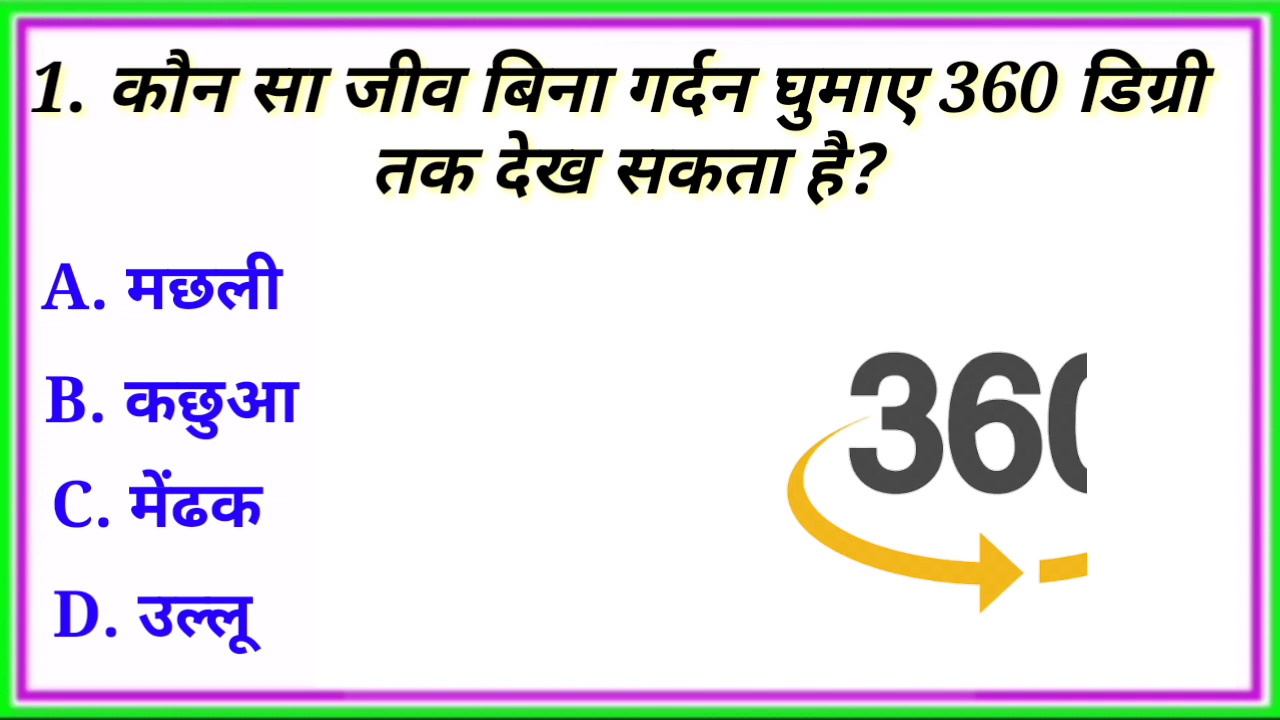 1. कौन सा जीव बिना गर्दन घुमाए 360 डिग्री
तक देख सकता है?
A. मछली
B. कछुआ
C. मेंढक
D. उल्लू
360